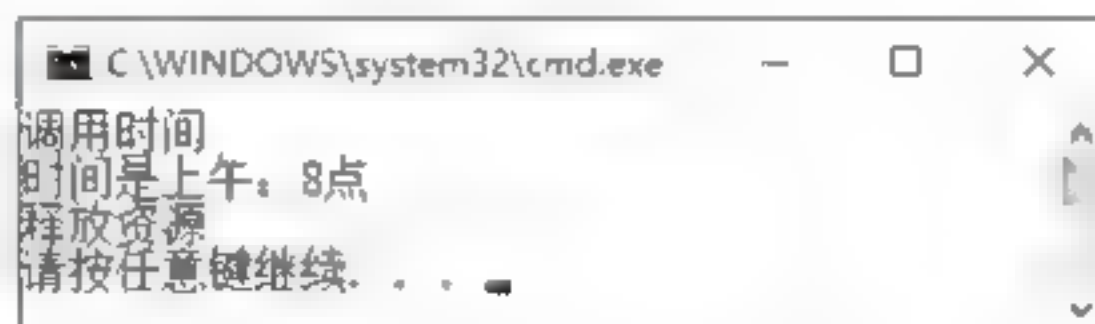 C:\WINDOWS\system32\cmd.exe
调用时间
时间是上午：8点
释放资源
请按任意键继续. . .